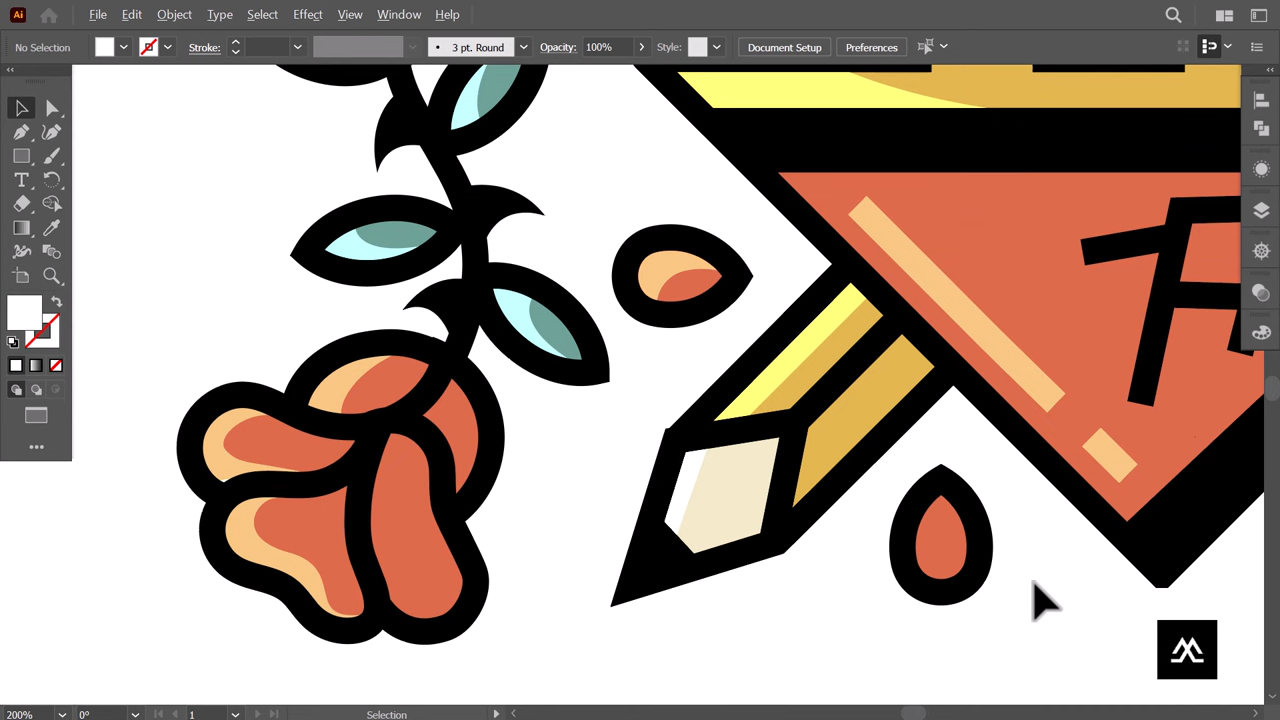 Ai File Edit Object Type Select Effect View Window Help
No Selection Stroke: 3 pt. Round Opacity: 100% Style: Document Setup Preferences
200% 0° 1 Selection